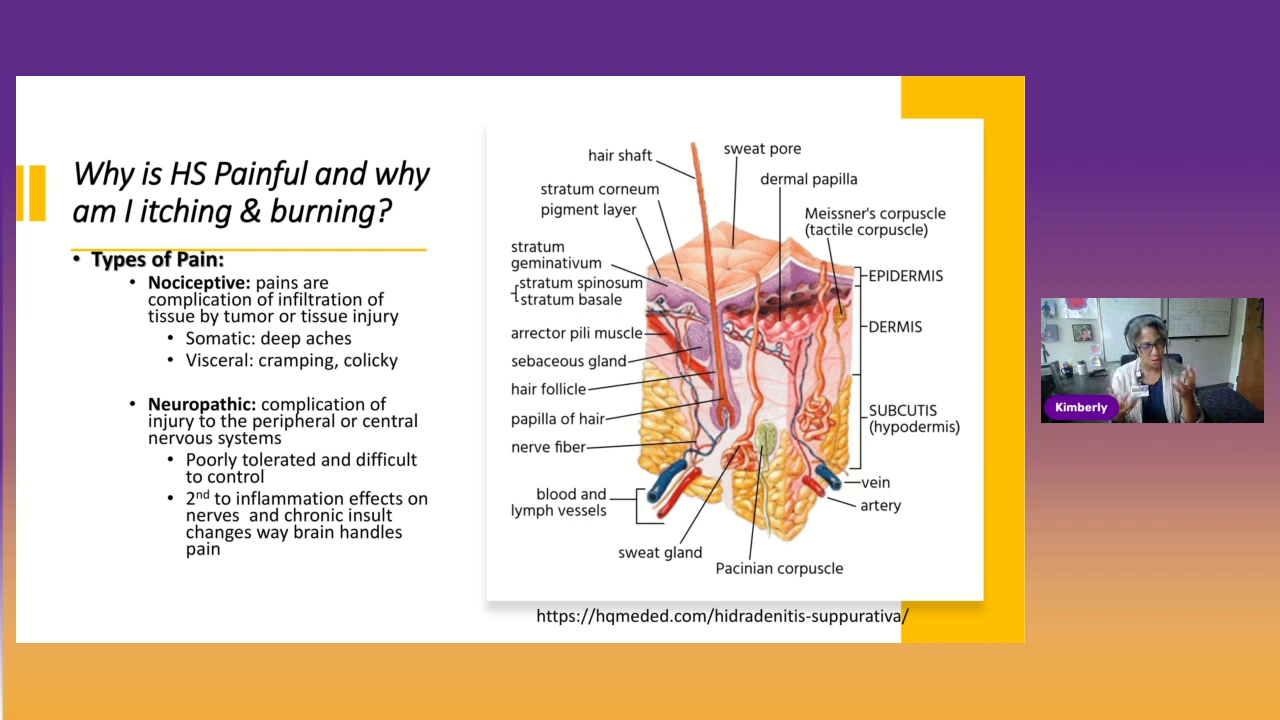 Why is HS Painful and why
am I itching & burning?
• Types of Pain:
• Nociceptive: pains are
complication of infiltration of
tissue by tumor or tissue injury
• Somatic: deep aches
• Visceral: cramping, colicky
• Neuropathic: complication of
injury to the peripheral or central
nervous systems
• Poorly tolerated and difficult
to control
• 2nd to inflammation effects on
nerves and chronic insult
changes way brain handles
pain
hair shaft
sweat pore
stratum corneum
dermal papilla
pigment layer
Meissner's corpuscle
(tactile corpuscle)
stratum
geminativum
stratum spinosum
stratum basale
EPIDERMIS
arrector pili muscle
DERMIS
sebaceous gland
hair follicle
papilla of hair
SUBCUTIS
(hypodermis)
nerve fiber
blood and
lymph vessels
vein
artery
sweat gland
Pacinian corpuscle
https://hqmeded.com/hidradenitis-suppurativa/
Kimberly